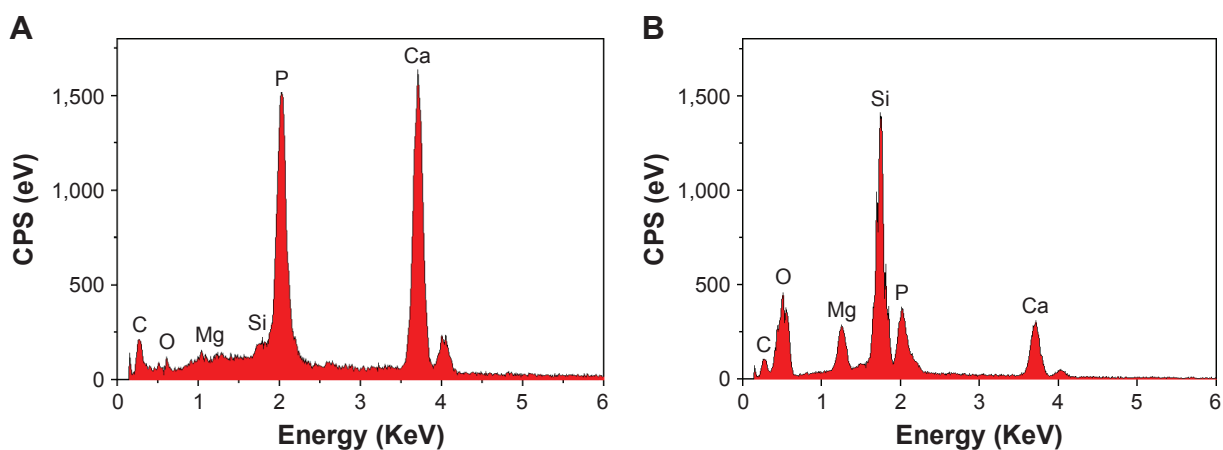 A
CPS (eV)
1,500
1,000
500
0
C
O
Mg
Si
P
Ca
0 1 2 3 4 5 6
Energy (KeV)
B
CPS (eV)
1,500
1,000
500
0
C
O
Mg
Si
P
Ca
0 1 2 3 4 5 6
Energy (KeV)